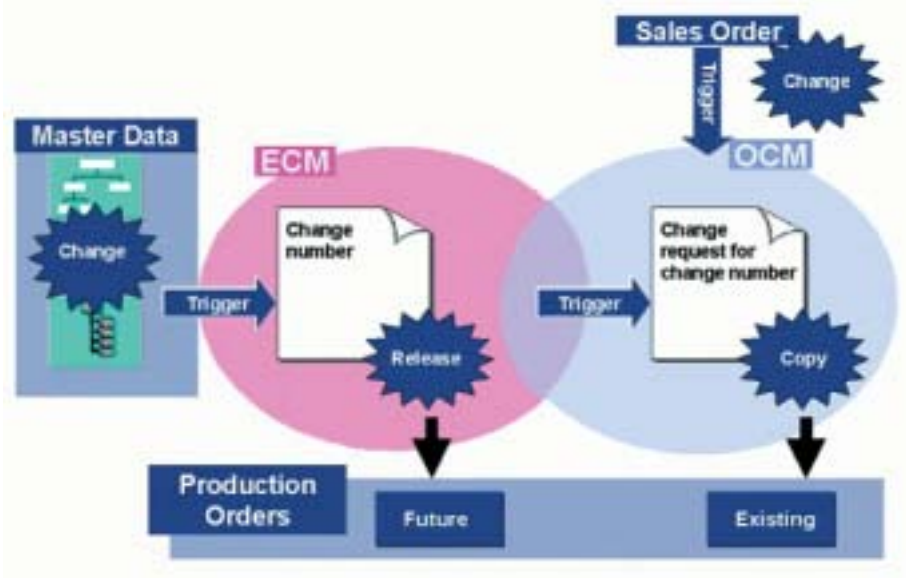 Sales Order
Trigger
Change
Master Data
Change
Trigger
ECM
Change
number
Release
Trigger
OCM
Change
request for
change number
Copy
Production
Orders
Future
Existing